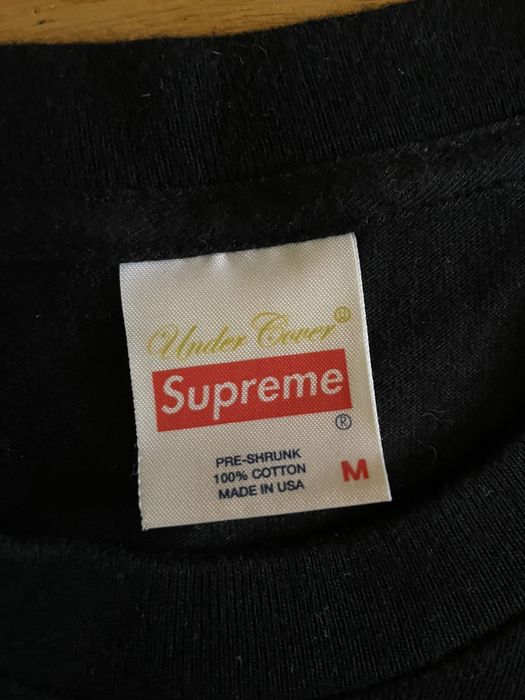 Under Cover®
Supreme
®
PRE-SHRUNK
100% COTTON
MADE IN USA
M